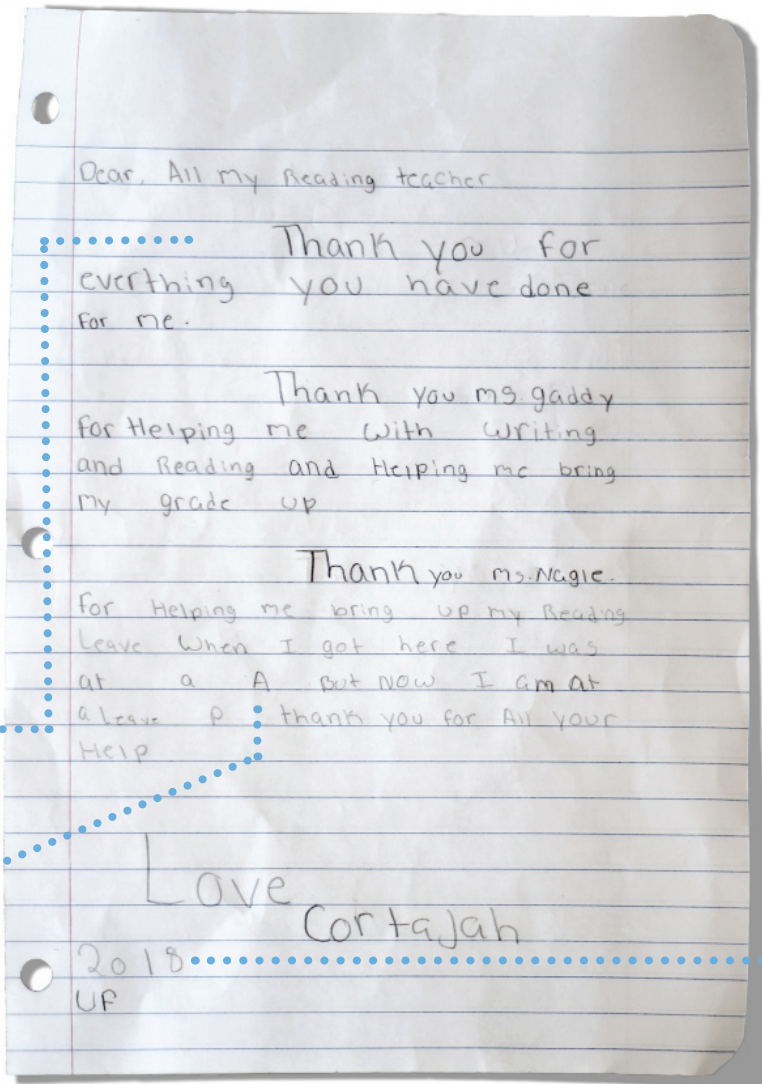 Dear, All my Reading teacher
Thank you for
everthing you have done
for me.
Thank you ms. gaddy
for Helping me with writing
and Reading and Helping me bring
my grade up
Thank you ms. Nagle.
for Helping me bring up my Reading
Leave When I got here I was
at a A But NOW I am at
a Leave p thank you for All your
Help
Love
Cortajah
2018
UF